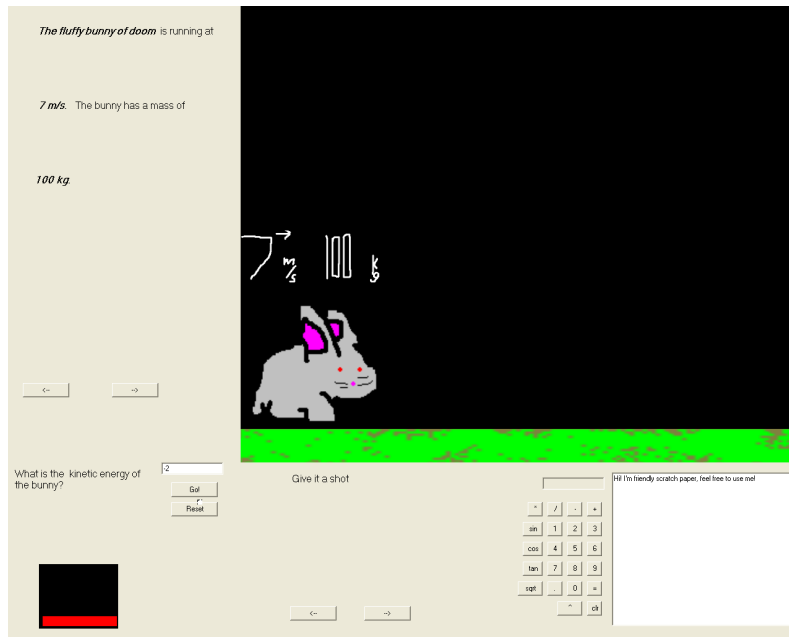 The fluffy bunny of doom is running at
7 m/s. The bunny has a mass of
100 kg.
7 m/s 100 kg
<-- -->
What is the kinetic energy of
the bunny?
-2
Go!
Reset
Give it a shot
<-- -->
* / - +
sin 1 2 3
cos 4 5 6
tan 7 8 9
sqrt . 0 =
^ clr
Hi! I'm friendly scratch paper, feel free to use me!